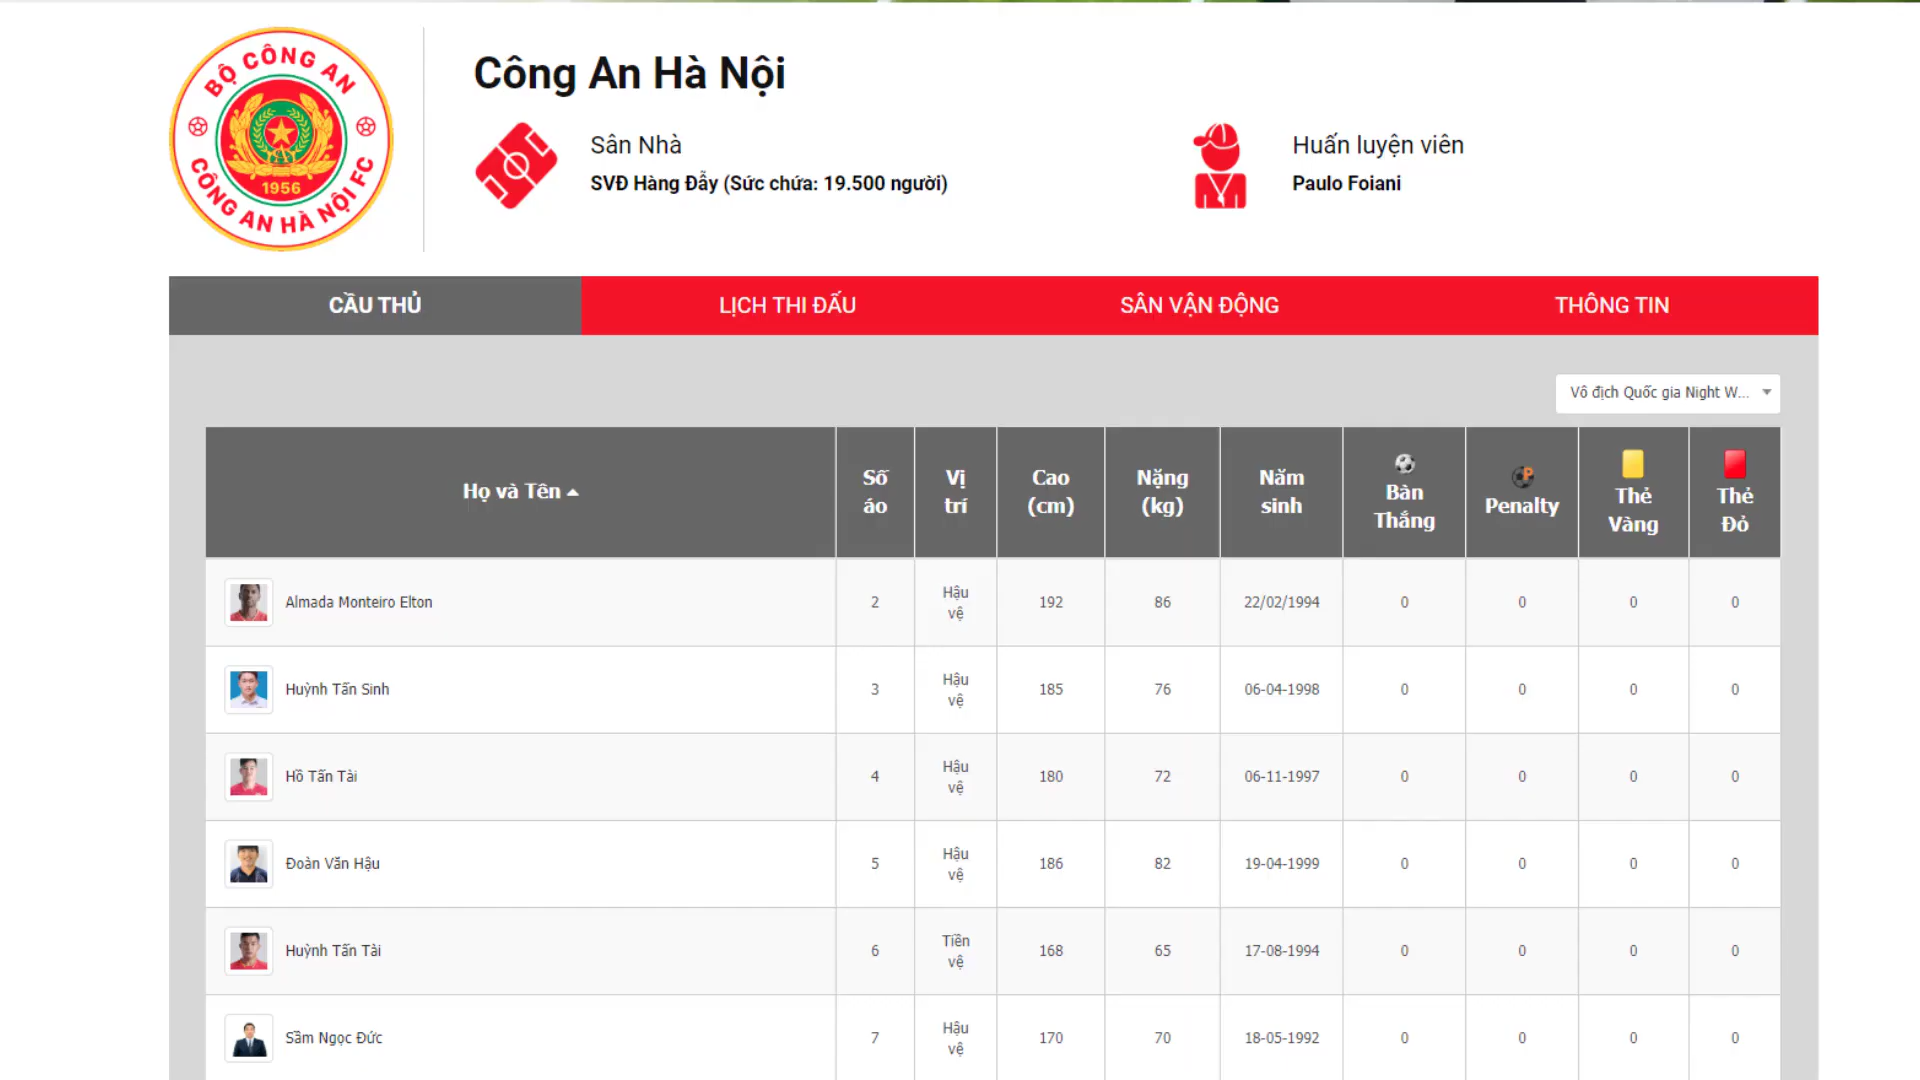 BỘ CÔNG AN
1956
CÔNG AN HÀ NỘI FC
Công An Hà Nội
Sân Nhà
SVĐ Hàng Đẫy (Sức chứa: 19.500 người)
Huấn luyện viên
Paulo Foiani
CẦU THỦ LỊCH THI ĐẤU SÂN VẬN ĐỘNG THÔNG TIN
Vô địch Quốc gia Night W...
Họ và Tên Số áo Vị trí Cao (cm) Nặng (kg) Năm sinh Bàn Thắng Penalty Thẻ Vàng Thẻ Đỏ
Almada Monteiro Elton 2 Hậu vệ 192 86 22/02/1994 0 0 0 0
Huỳnh Tấn Sinh 3 Hậu vệ 185 76 06-04-1998 0 0 0 0
Hồ Tấn Tài 4 Hậu vệ 180 72 06-11-1997 0 0 0 0
Đoàn Văn Hậu 5 Hậu vệ 186 82 19-04-1999 0 0 0 0
Huỳnh Tấn Tài 6 Tiền vệ 168 65 17-08-1994 0 0 0 0
Sầm Ngọc Đức 7 Hậu vệ 170 70 18-05-1992 0 0 0 0